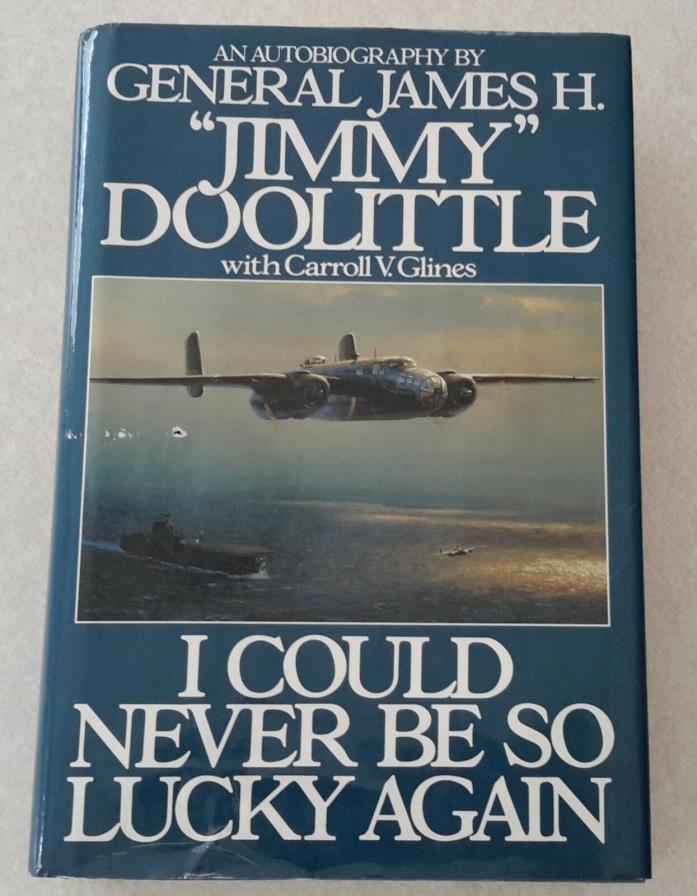 AN AUTOBIOGRAPHY BY
GENERAL JAMES H.
“JIMMY”
DOOLITTLE
with Carroll V. Glines
I COULD
NEVER BE SO
LUCKY AGAIN